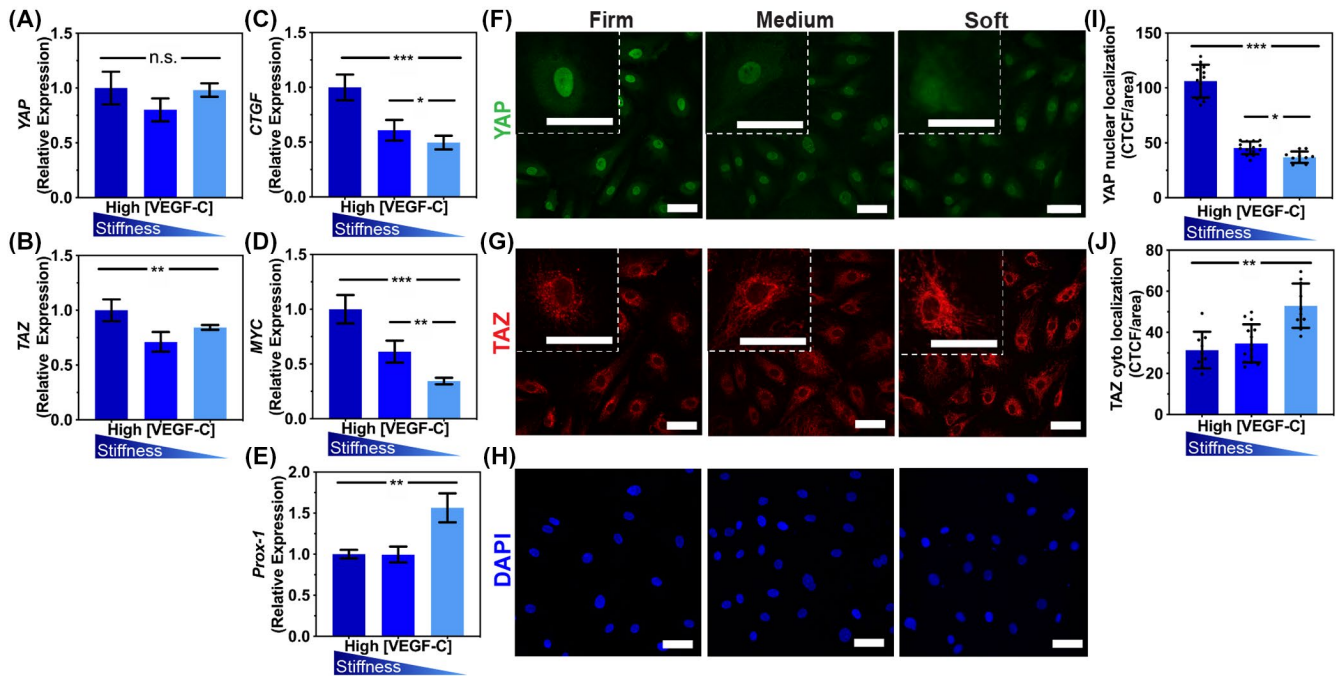 (A)
YAP
(Relative Expression)
1.5
1.0
0.5
0.0
n.s.
High [VEGF-C]
Stiffness
(B)
TAZ
(Relative Expression)
1.5
1.0
0.5
0.0
**
High [VEGF-C]
Stiffness
(C)
CTGF
(Relative Expression)
1.5
1.0
0.5
0.0
***
*
High [VEGF-C]
Stiffness
(D)
MYC
(Relative Expression)
1.5
1.0
0.5
0.0
***
**
High [VEGF-C]
Stiffness
(E)
Prox-1
(Relative Expression)
2.0
1.5
1.0
0.5
0.0
**
High [VEGF-C]
Stiffness
(F)
Firm
Medium
Soft
YAP
(G)
TAZ
(H)
DAPI
(I)
YAP nuclear localization
(CTCF/area)
150
100
50
0
***
*
High [VEGF-C]
Stiffness
(J)
TAZ cyto localization
(CTCF/area)
80
60
40
20
0
**
High [VEGF-C]
Stiffness